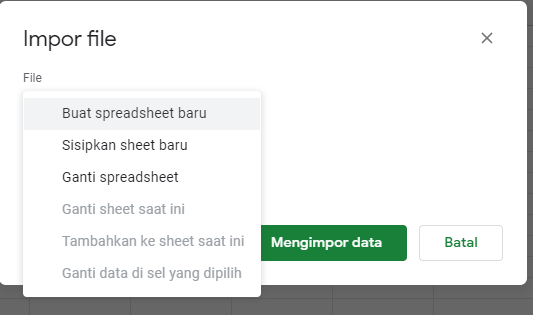 Impor file
File
Buat spreadsheet baru
Sisipkan sheet baru
Ganti spreadsheet
Ganti sheet saat ini
Tambahkan ke sheet saat ini
Ganti data di sel yang dipilih
Mengimpor data
Batal